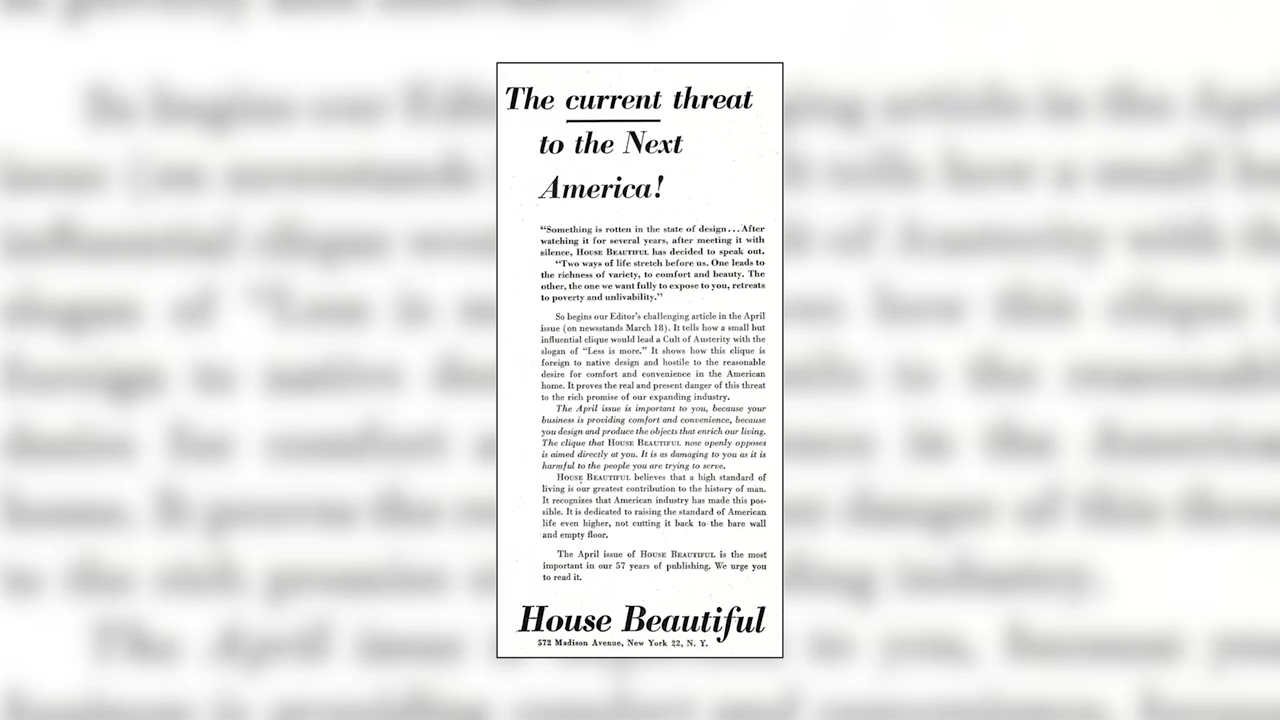 The current threat
to the Next
America!
“Something is rotten in the state of design...After
watching it for several years, after meeting it with
silence, HOUSE BEAUTIFUL has decided to speak out.
“Two ways of life stretch before us. One leads to
the richness of variety, to comfort and beauty. The
other, the one we want fully to expose to you, retreats
to poverty and unlivability.”
So begins our Editor's challenging article in the April
issue (on newsstands March 18). It tells how a small but
influential clique would lead a Cult of Austerity with the
slogan of “Less is more.” It shows how this clique is
foreign to native design and hostile to the reasonable
desire for comfort and convenience in the American
home. It proves the real and present danger of this threat
to the rich promise of our expanding industry.
The April issue is important to you, because your
business is providing comfort and convenience, because
you design and produce the objects that enrich our living.
The clique that HOUSE BEAUTIFUL now openly opposes
is aimed directly at you. It is as damaging to you as it is
harmful to the people you are trying to serve.
HOUSE BEAUTIFUL believes that a high standard of
living is our greatest contribution to the history of man.
It recognizes that American industry has made this pos-
sible. It is dedicated to raising the standard of American
life even higher, not cutting it back to the bare wall
and empty floor.
The April issue of HOUSE BEAUTIFUL is the most
important in our 57 years of publishing. We urge you
to read it.
House Beautiful
572 Madison Avenue, New York 22, N. Y.